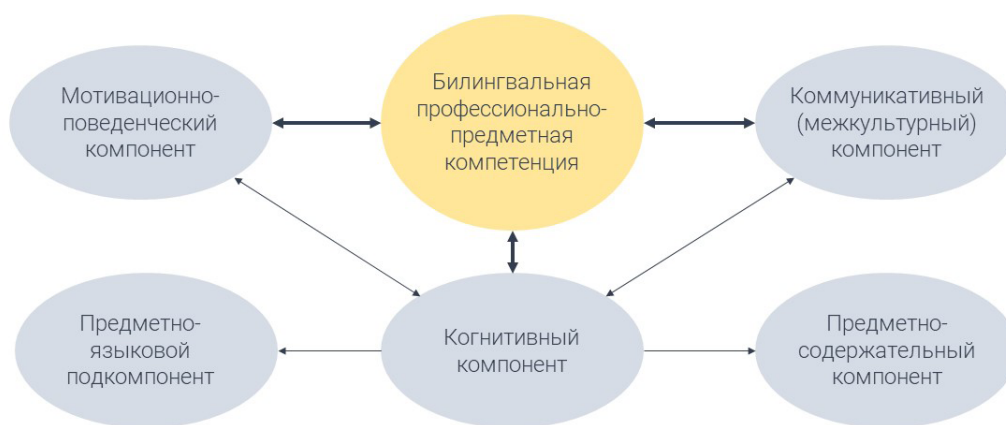 Мотивационно-
поведенческий
компонент
Билингвальная
профессионально-
предметная
компетенция
Коммуникативный
(межкультурный)
компонент
Предметно-
языковой
подкомпонент
Когнитивный
компонент
Предметно-
содержательный
компонент